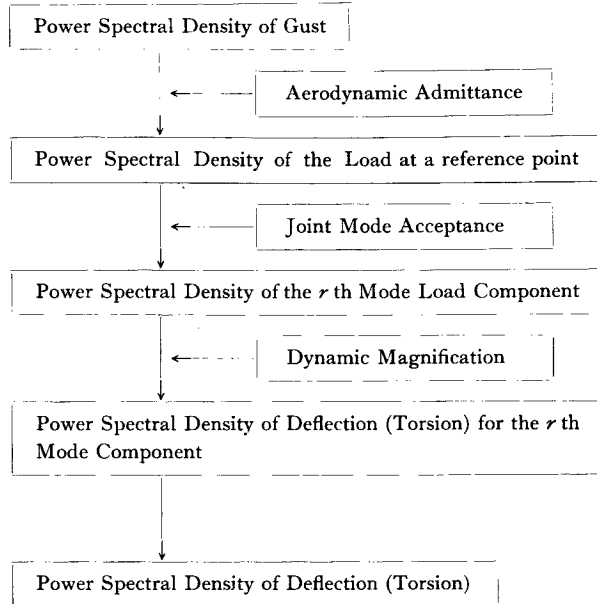 Power Spectral Density of Gust
Aerodynamic Admittance
Power Spectral Density of the Load at a reference point
Joint Mode Acceptance
Power Spectral Density of the r th Mode Load Component
Dynamic Magnification
Power Spectral Density of Deflection (Torsion) for the r th
Mode Component
Power Spectral Density of Deflection (Torsion)